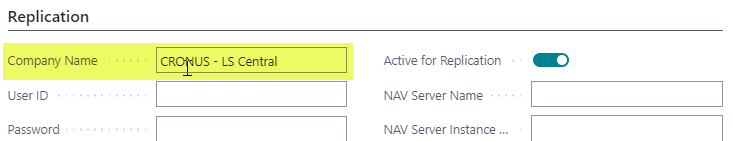 Replication
Company Name CRONUS - LS Central Active for Replication
User ID NAV Server Name
Password NAV Server Instance ...